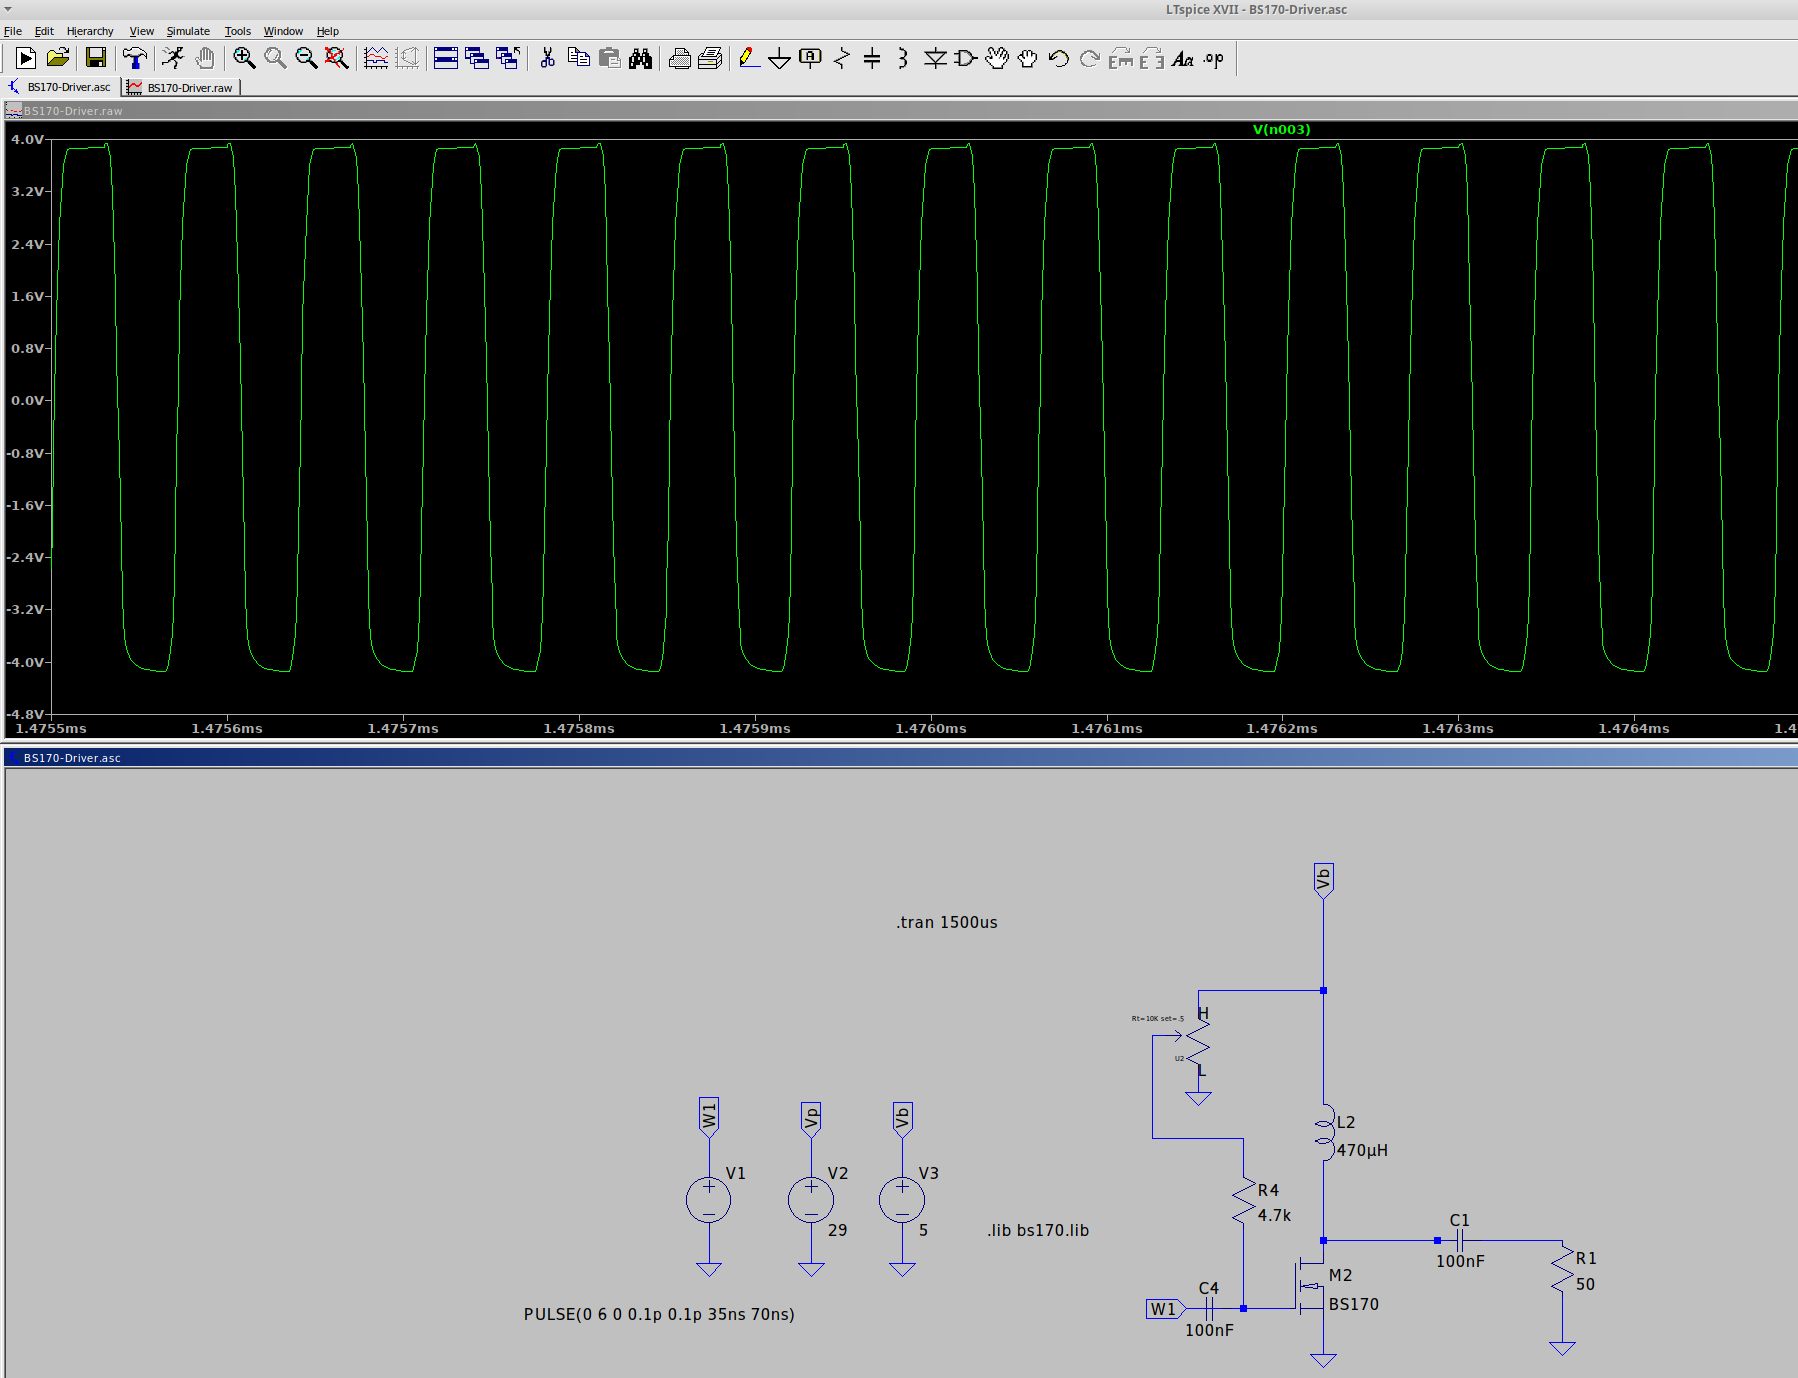 LTspice XVII - BS170-Driver.asc
File Edit Hierarchy View Simulate Tools Window Help
.op
BS170-Driver.asc BS170-Driver.raw
BS170-Driver.raw
V(n003)
4.0V
3.2V
2.4V
1.6V
0.8V
0.0V
-0.8V
-1.6V
-2.4V
-3.2V
-4.0V
-4.8V
1.4755ms 1.4756ms 1.4757ms 1.4758ms 1.4759ms 1.4760ms 1.4761ms 1.4762ms 1.4763ms 1.4764ms 1.4
BS170-Driver.asc
Vb
.tran 1500us
H
Rt=10K set=.5
U2
L
W1 Vp Vb
L2
470µH
V1 V2 V3
R4
4.7k
29 5
.lib bs170.lib
C1
100nF
R1
50
M2
BS170
C4
W1
100nF
PULSE(0 6 0 0.1p 0.1p 35ns 70ns)